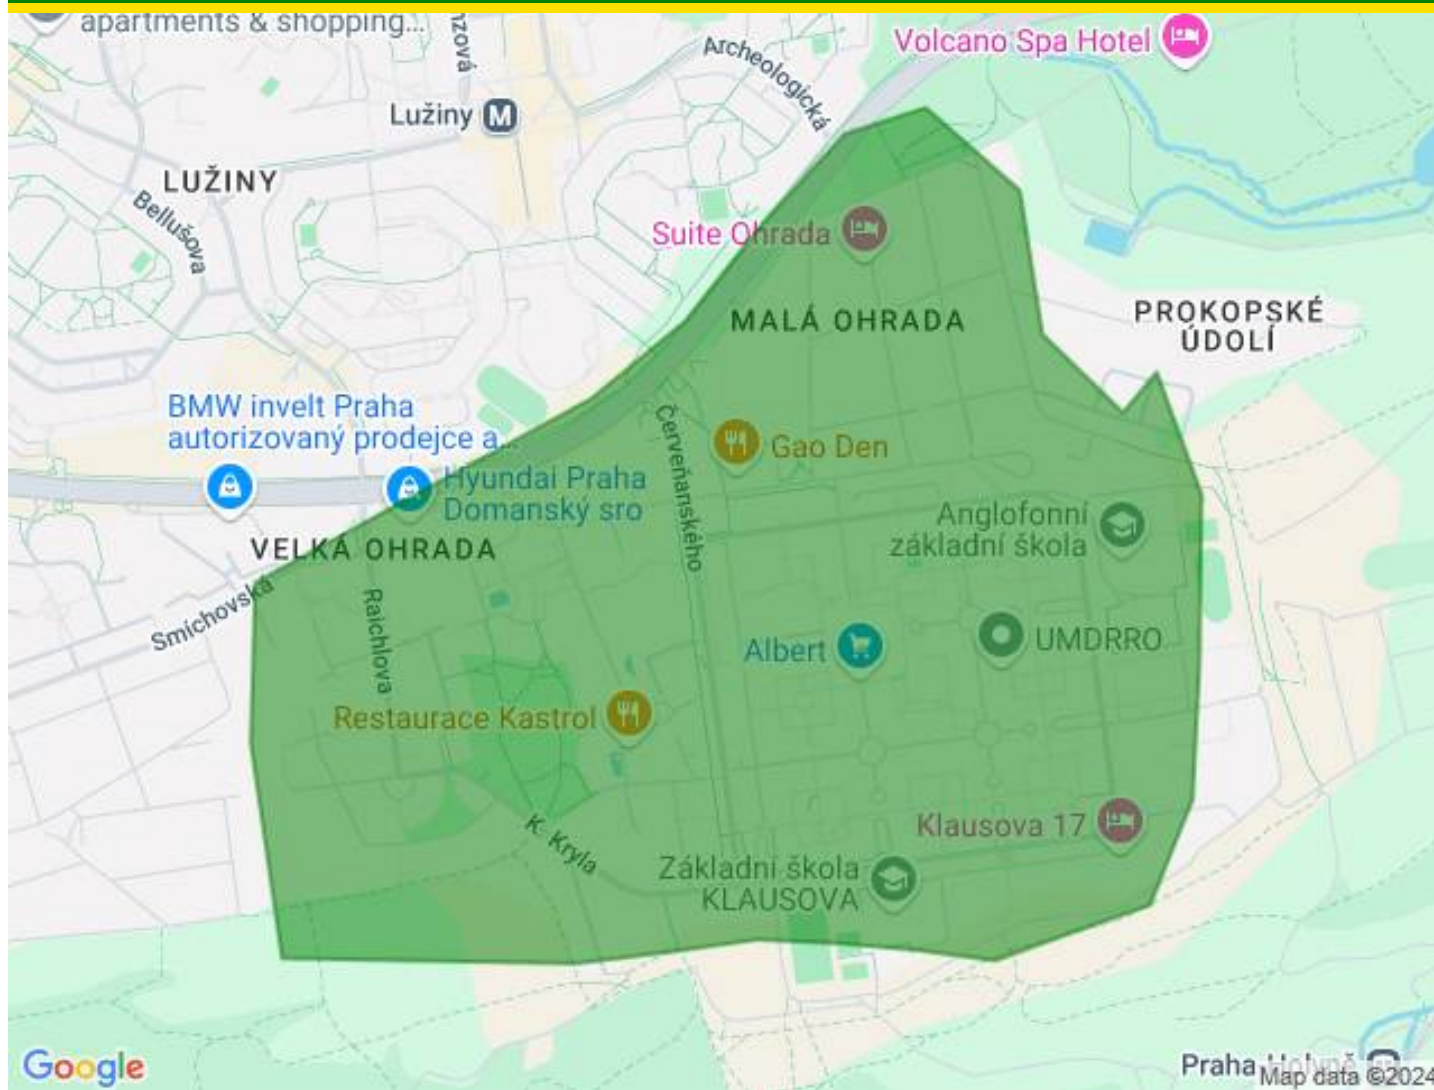 apartments & shopping...
Volcano Spa Hotel
Archeologická
Lužiny
LUŽINY
Bellušova
Suite Ohrada
MALÁ OHRADA
PROKOPSKÉ
ÚDOLÍ
BMW invelt Praha
autorizovaný prodejce a...
Červeňanského
Gao Den
Hyundai Praha
Domanský sro
Anglofonní
základní škola
VELKÁ OHRADA
Smíchovská
Raichlova
Albert
UMDRRO
Restaurace Kastrol
K. Kryla
Klausova 17
Základní škola
KLAUSOVA
Google
Praha
Map data ©2024